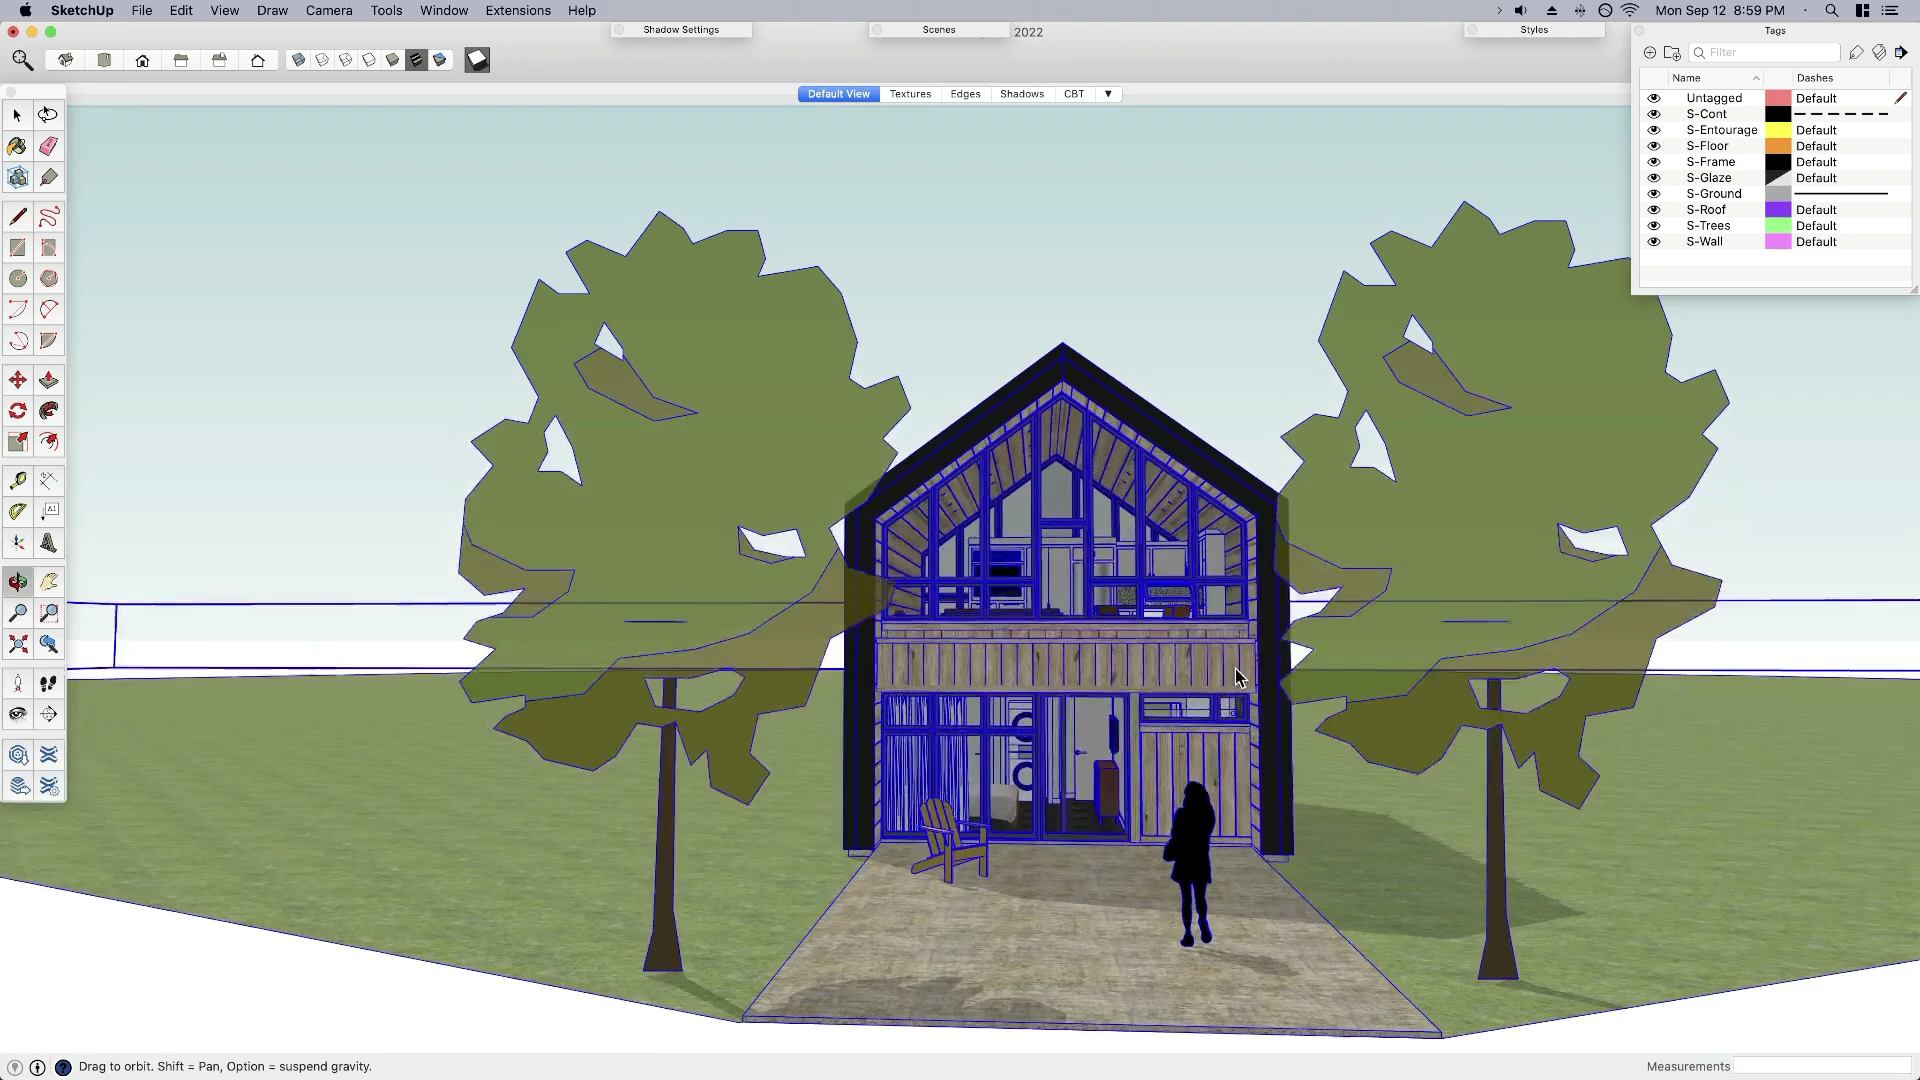 SketchUp File Edit View Draw Camera Tools Window Extensions Help
Mon Sep 12 8:59 PM
Shadow Settings
Scenes
2022
Styles
Tags
Filter
Default View Textures Edges Shadows CBT
Name Dashes
Untagged Default
S-Cont
S-Entourage Default
S-Floor Default
S-Frame Default
S-Glaze Default
S-Ground
S-Roof Default
S-Trees Default
S-Wall Default
Drag to orbit. Shift = Pan, Option = suspend gravity.
Measurements